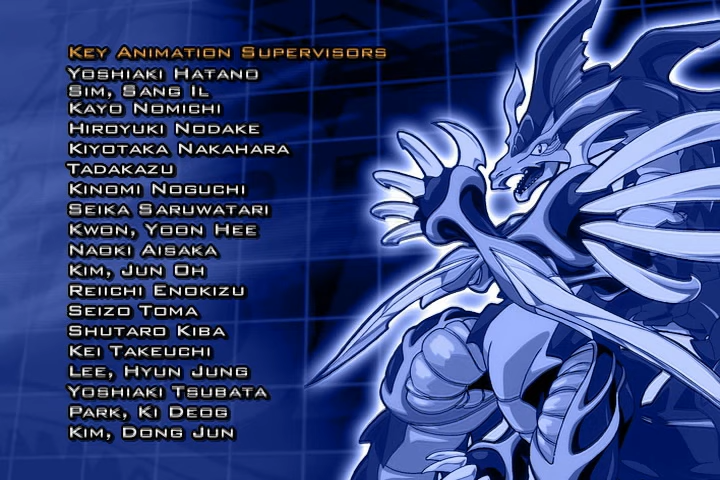 Key Animation Supervisors
Yoshiaki Hatano
Sim, Sang Il
Kayo Nomichi
Hiroyuki Nodake
Kiyotaka Nakahara
Tadakazu
Kinomi Noguchi
Seika Saruwatari
Kwon, Yoon Hee
Naoki Aisaka
Kim, Jun Oh
Reiichi Enokizu
Seizo Toma
Shutaro Kiba
Kei Takeuchi
Lee, Hyun Jung
Yoshiaki Tsubata
Park, Ki Deog
Kim, Dong Jun